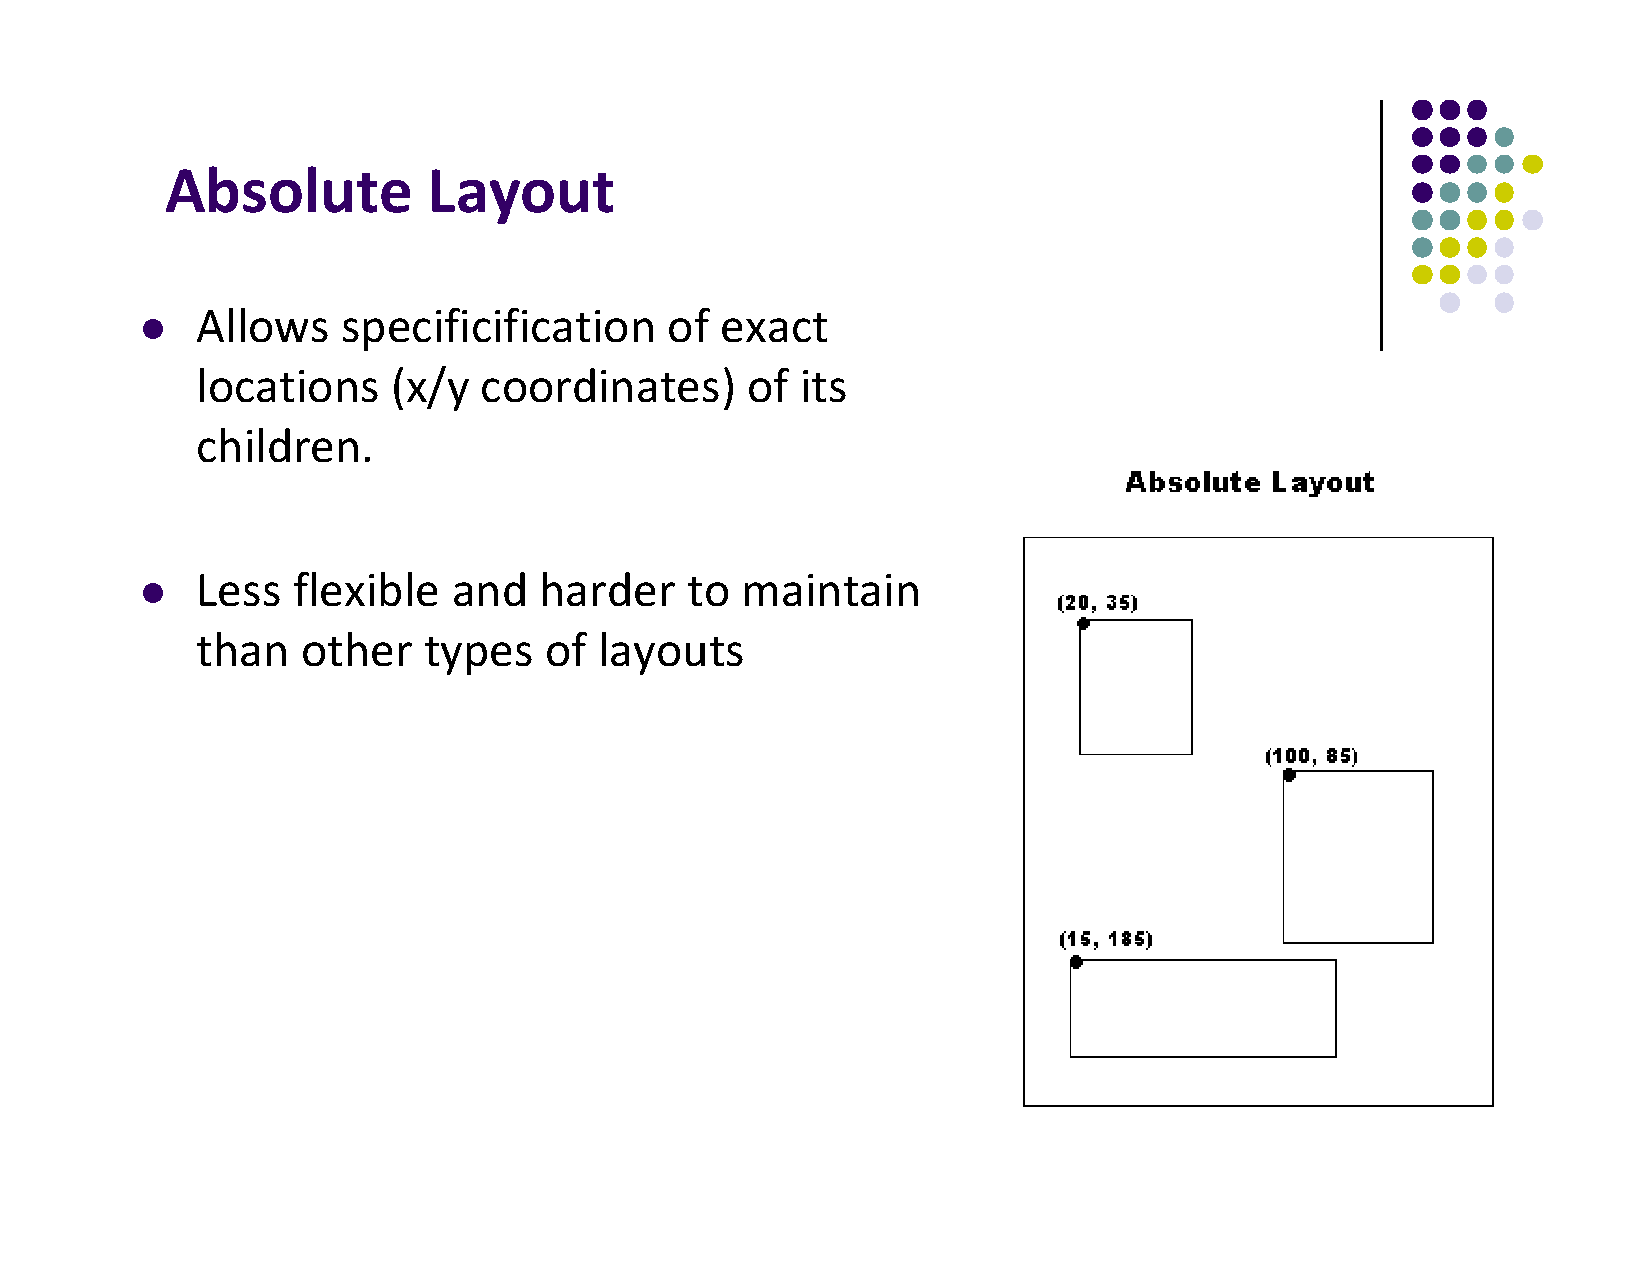 Absolute Layout
Allows specificification of exact
locations (x/y coordinates) of its
children.
Less flexible and harder to maintain
than other types of layouts
Absolute Layout
(20, 35)
(100, 85)
(15, 185)